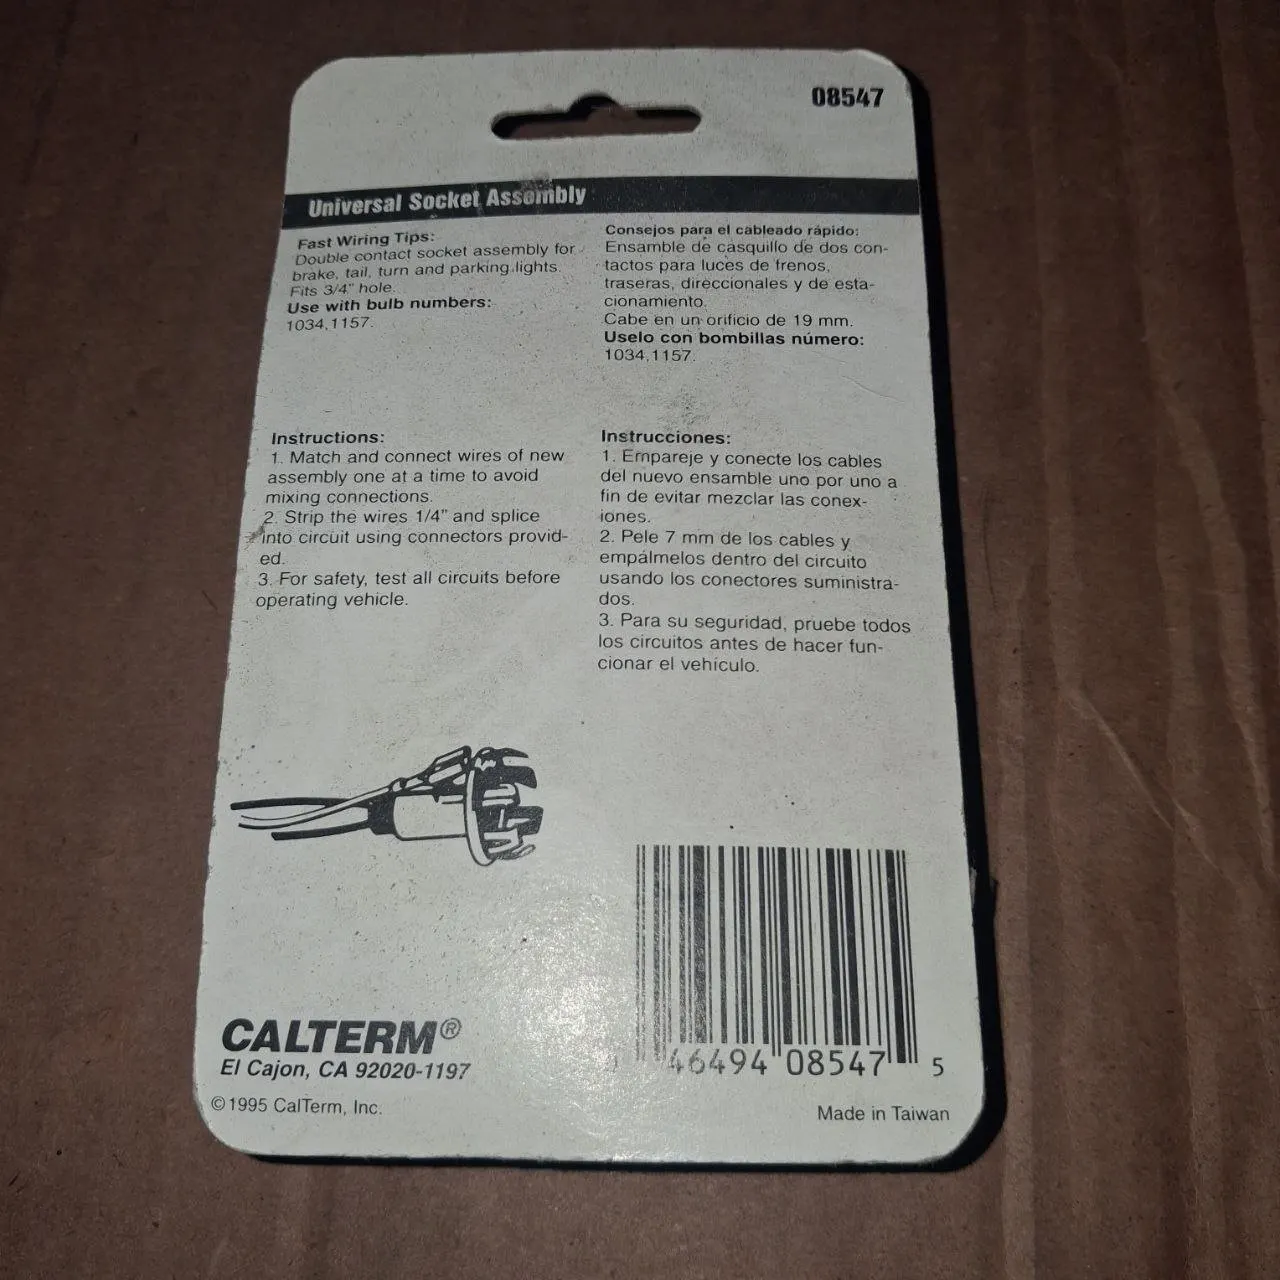 08547
Universal Socket Assembly
Fast Wiring Tips:
Double contact socket assembly for
brake, tail, turn and parking lights.
Fits 3/4" hole.
Use with bulb numbers:
1034,1157.
Consejos para el cableado rápido:
Ensamble de casquillo de dos con-
tactos para luces de frenos,
traseras, direccionales y de esta-
cionamiento.
Cabe en un orificio de 19 mm.
Uselo con bombillas número:
1034,1157.
Instructions:
1. Match and connect wires of new
assembly one at a time to avoid
mixing connections.
2. Strip the wires 1/4" and splice
into circuit using connectors provid-
ed.
3. For safety, test all circuits before
operating vehicle.
Instrucciones:
1. Empareje y conecte los cables
del nuevo ensamble uno por uno a
fin de evitar mezclar las conex-
iones.
2. Pele 7 mm de los cables y
empálmelos dentro del circuito
usando los conectores suministra-
dos.
3. Para su seguridad, pruebe todos
los circuitos antes de hacer fun-
cionar el vehículo.
CALTERM®
El Cajon, CA 92020-1197
©1995 CalTerm, Inc.
46494 08547 5
Made in Taiwan